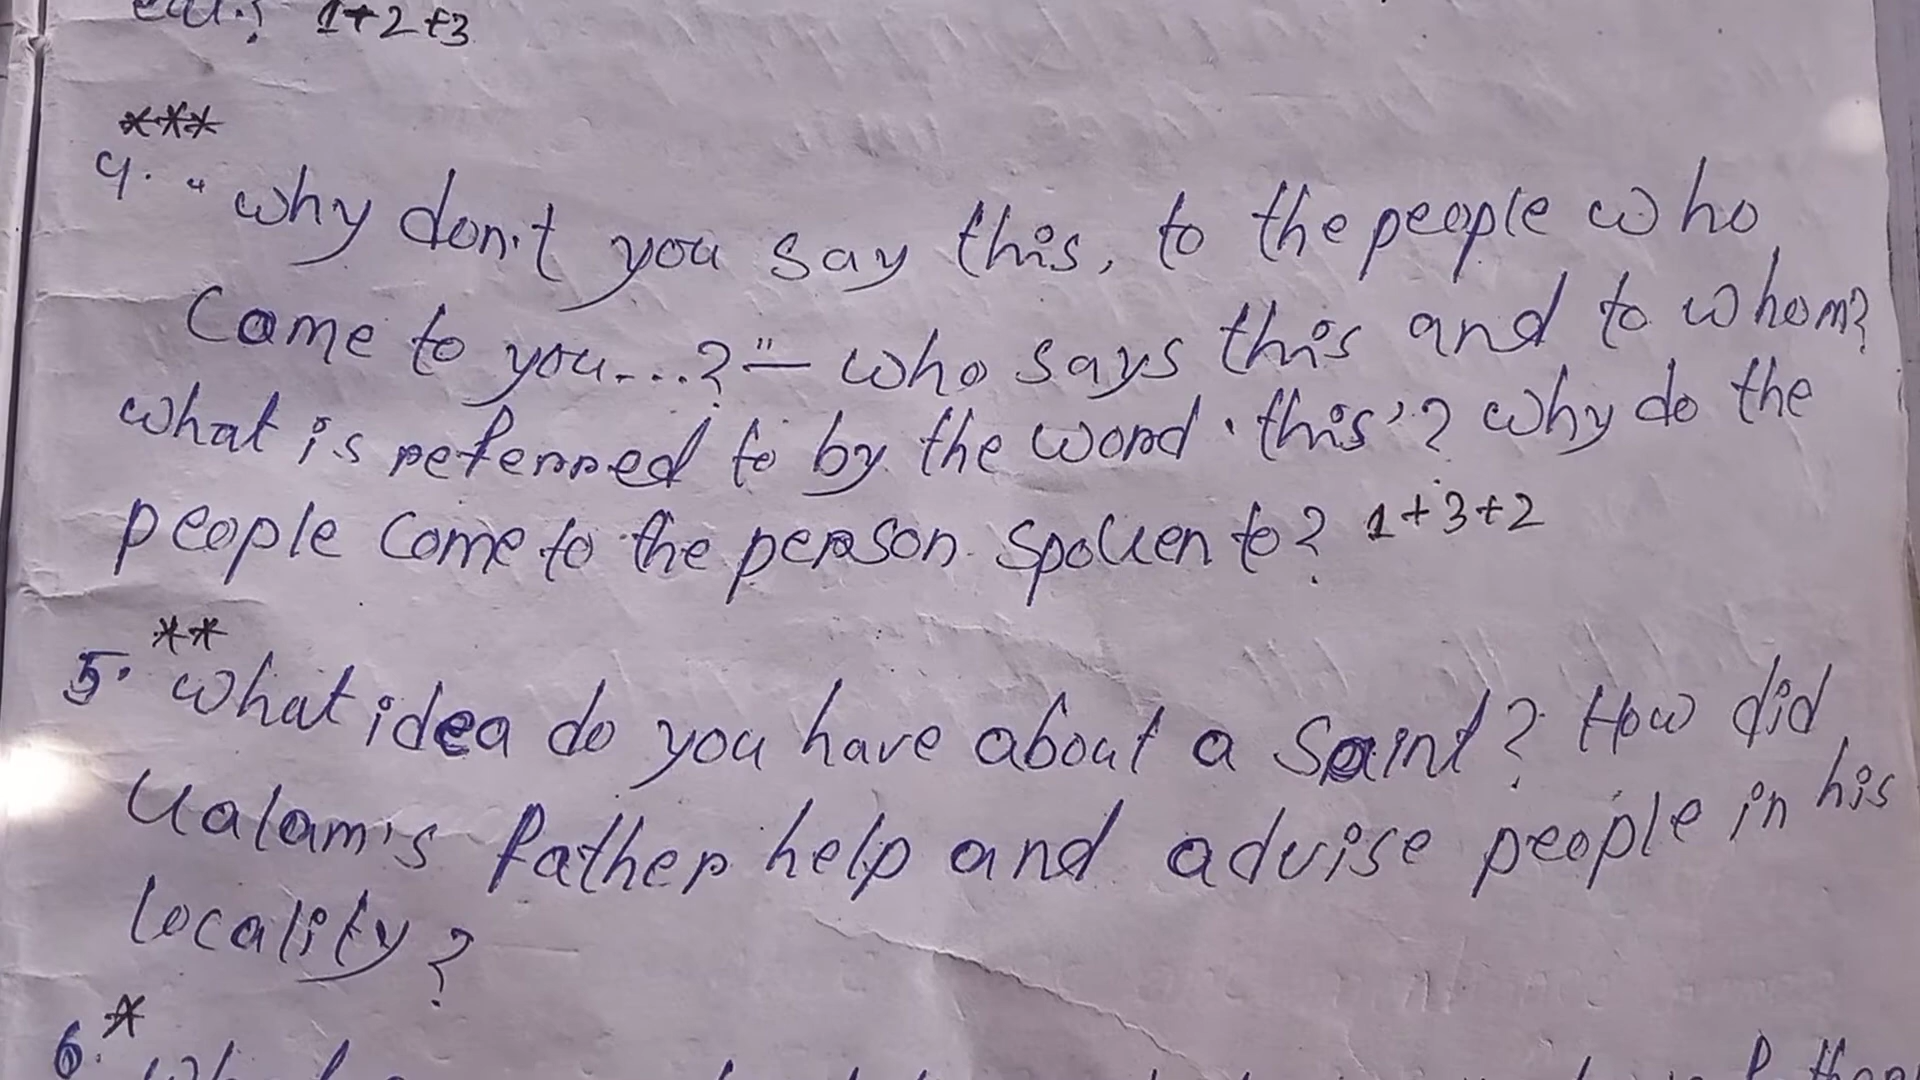 1+2+3
***
4. "why don't you say this, to the people who
Come to you...?" – who says this and to whom?
what is referred to by the word 'this'? why do the
people come to the person spoken to? 1+3+2
**
5. what idea do you have about a Saint? How did
Kalam's father help and advise people in his
locality?
*
6.